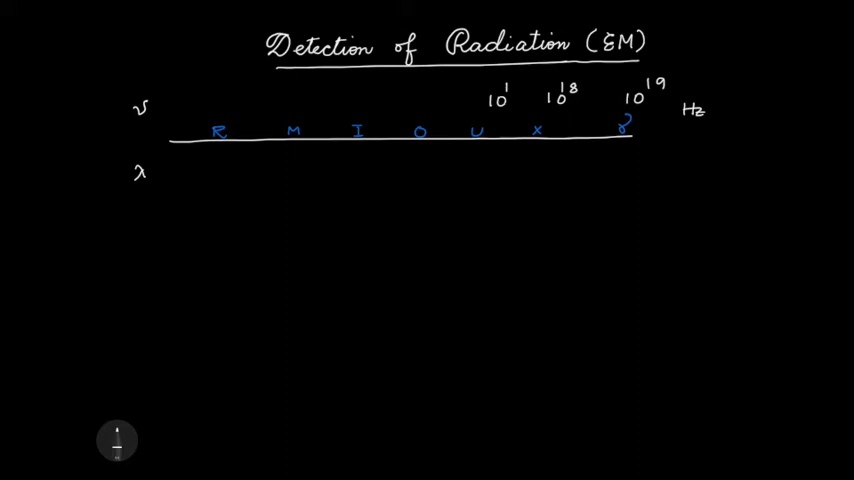 Detection of Radiation (EM)
ν 10¹ 10¹⁸ 10¹⁹ Hz
R M I O U X γ
λ